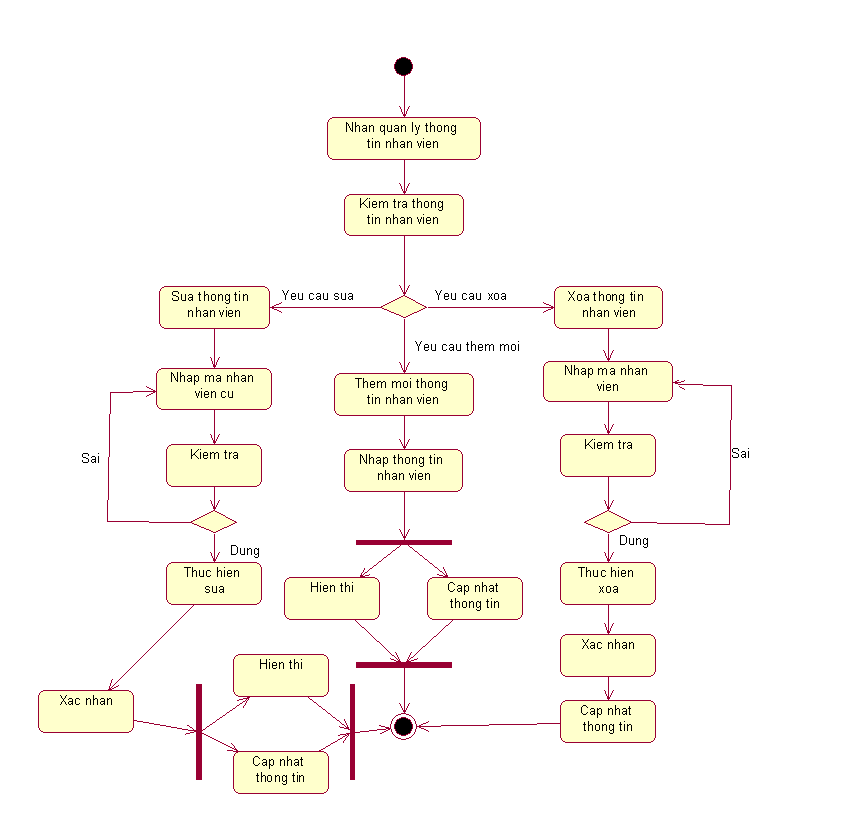 Nhan quan ly thong
tin nhan vien
Kiem tra thong
tin nhan vien
Sua thong tin
nhan vien
Yeu cau sua
Yeu cau xoa
Xoa thong tin
nhan vien
Yeu cau them moi
Nhap ma nhan
vien cu
Them moi thong
tin nhan vien
Nhap ma nhan
vien
Sai
Kiem tra
Nhap thong tin
nhan vien
Kiem tra
Sai
Dung
Dung
Thuc hien
sua
Hien thi
Cap nhat
thong tin
Thuc hien
xoa
Xac nhan
Hien thi
Xac nhan
Cap nhat
thong tin
Cap nhat
thong tin